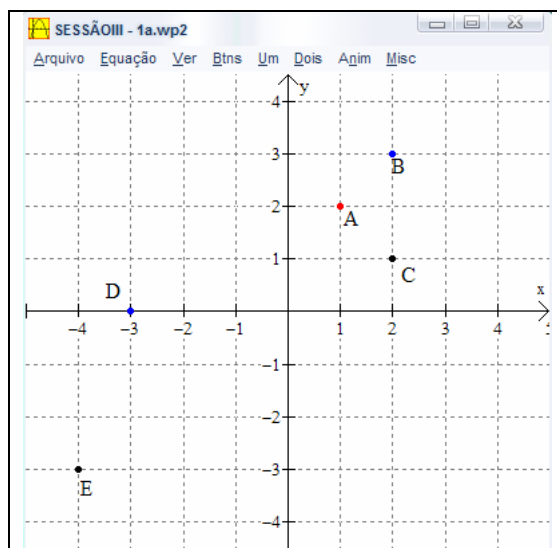 SESSÃOIII - 1a.wp2
Arquivo Equação Ver Btns Um Dois Anim Misc
4 y
3 B
2 A
1 C
D x
−4 −3 −2 −1 1 2 3 4
−1
−2
−3 E
−4